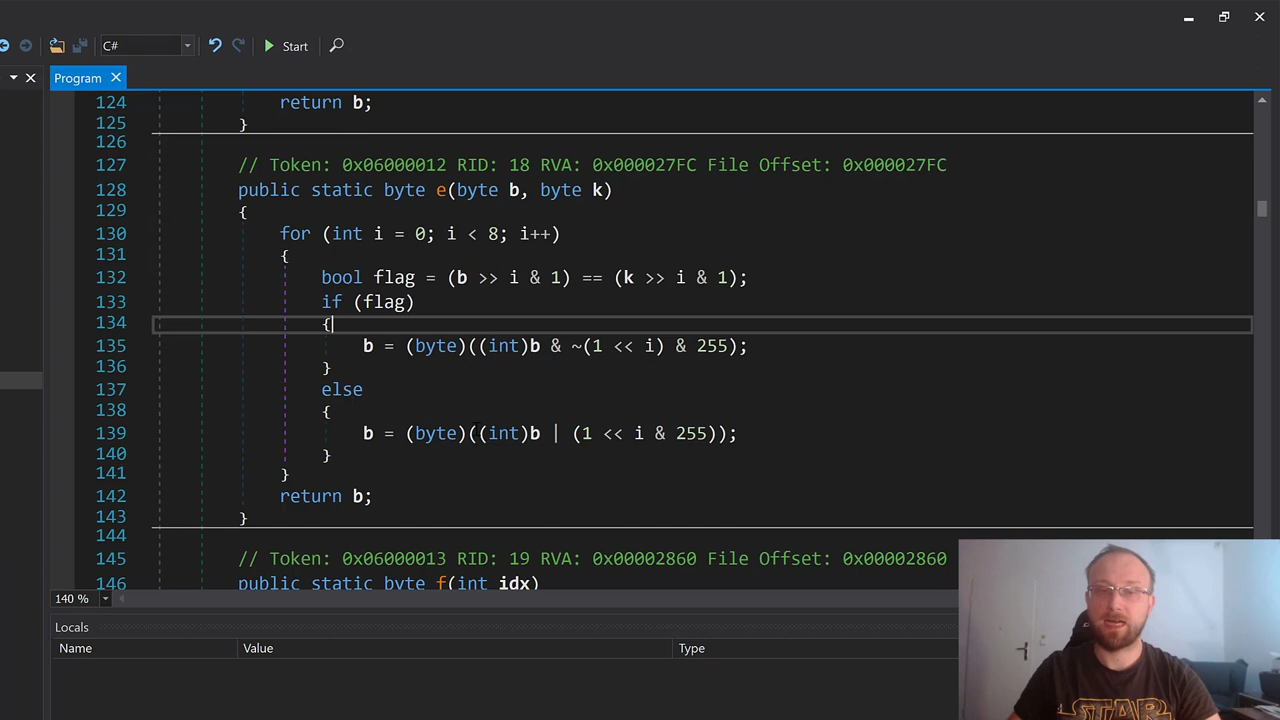 C#
Start
Program
124 return b;
125 }
126
127 // Token: 0x06000012 RID: 18 RVA: 0x000027FC File Offset: 0x000027FC
128 public static byte e(byte b, byte k)
129 {
130 for (int i = 0; i < 8; i++)
131 {
132 bool flag = (b >> i & 1) == (k >> i & 1);
133 if (flag)
134 {
135 b = (byte)((int)b & ~(1 << i) & 255);
136 }
137 else
138 {
139 b = (byte)((int)b | (1 << i & 255));
140 }
141 }
142 return b;
143 }
144
145 // Token: 0x06000013 RID: 19 RVA: 0x00002860 File Offset: 0x00002860
146 public static byte f(int idx)
140 %
Locals
Name Value Type
STAR